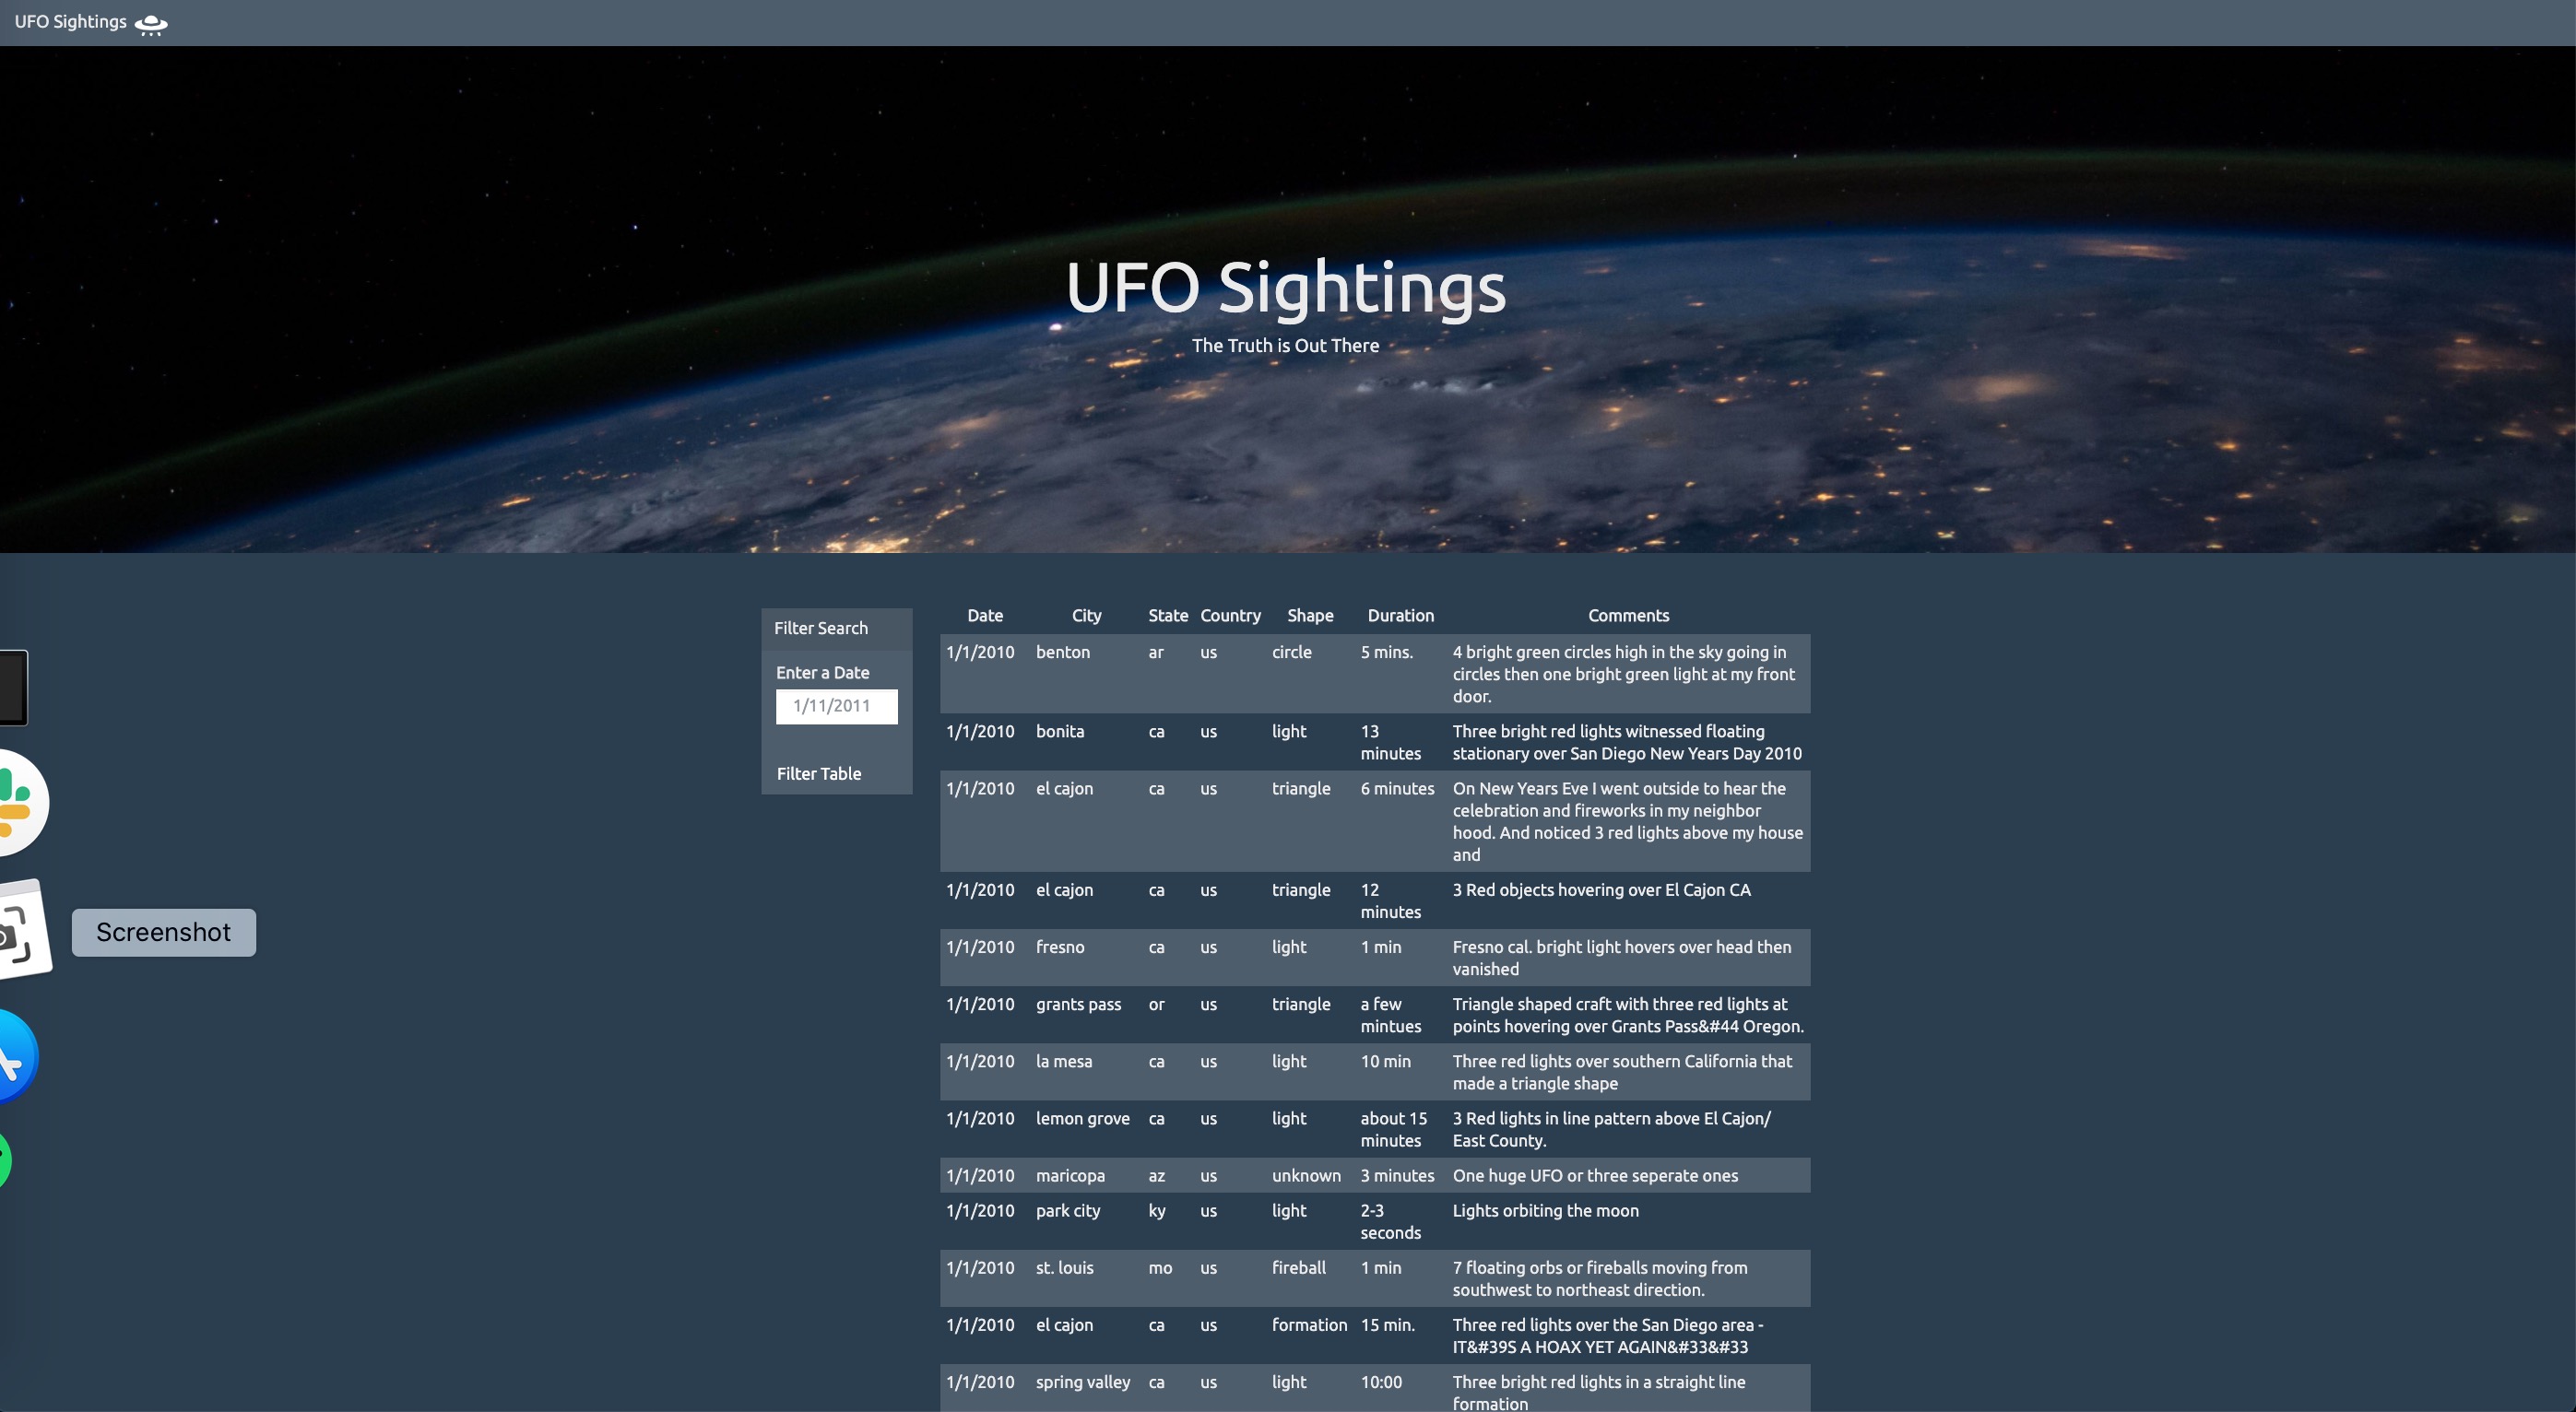 UFO Sightings
UFO Sightings
The Truth is Out There
Filter Search
Enter a Date
1/11/2011
Filter Table
Screenshot
Date City State Country Shape Duration Comments
1/1/2010 benton ar us circle 5 mins. 4 bright green circles high in the sky going in
circles then one bright green light at my front
door.
1/1/2010 bonita ca us light 13 Three bright red lights witnessed floating
minutes stationary over San Diego New Years Day 2010
1/1/2010 el cajon ca us triangle 6 minutes On New Years Eve I went outside to hear the
celebration and fireworks in my neighbor
hood. And noticed 3 red lights above my house
and
1/1/2010 el cajon ca us triangle 12 3 Red objects hovering over El Cajon CA
minutes
1/1/2010 fresno ca us light 1 min Fresno cal. bright light hovers over head then
vanished
1/1/2010 grants pass or us triangle a few Triangle shaped craft with three red lights at
mintues points hovering over Grants Pass&#44 Oregon.
1/1/2010 la mesa ca us light 10 min Three red lights over southern California that
made a triangle shape
1/1/2010 lemon grove ca us light about 15 3 Red lights in line pattern above El Cajon/
minutes East County.
1/1/2010 maricopa az us unknown 3 minutes One huge UFO or three seperate ones
1/1/2010 park city ky us light 2-3 Lights orbiting the moon
seconds
1/1/2010 st. louis mo us fireball 1 min 7 floating orbs or fireballs moving from
southwest to northeast direction.
1/1/2010 el cajon ca us formation 15 min. Three red lights over the San Diego area -
IT&#39S A HOAX YET AGAIN&#33&#33
1/1/2010 spring valley ca us light 10:00 Three bright red lights in a straight line
formation